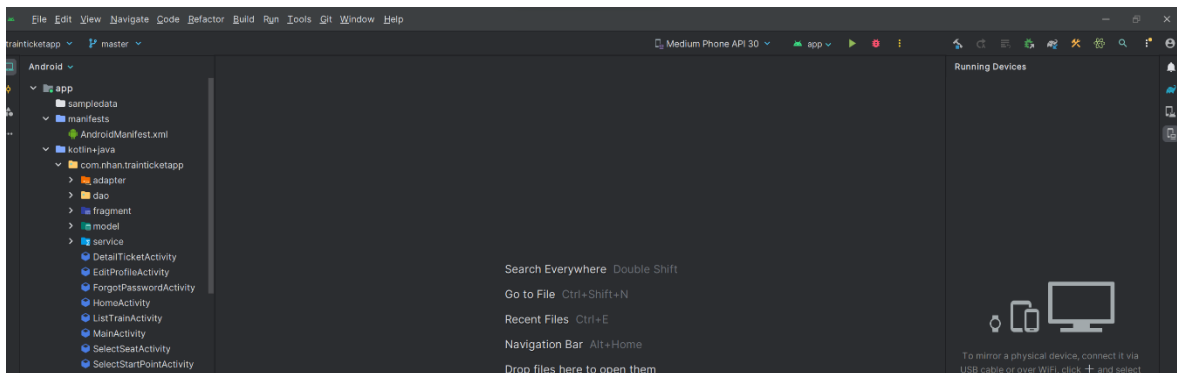 File Edit View Navigate Code Refactor Build Run Tools Git Window Help
trainticketapp master Medium Phone API 30 app
Android
Running Devices
app
sampledata
manifests
AndroidManifest.xml
kotlin+java
com.nhan.trainticketapp
adapter
dao
fragment
model
service
DetailTicketActivity
EditProfileActivity
ForgotPasswordActivity
HomeActivity
ListTrainActivity
MainActivity
SelectSeatActivity
SelectStartPointActivity
Search Everywhere Double Shift
Go to File Ctrl+Shift+N
Recent Files Ctrl+E
Navigation Bar Alt+Home
Drop files here to open them
To mirror a physical device, connect it via
USB cable or over WiFi, click + and select